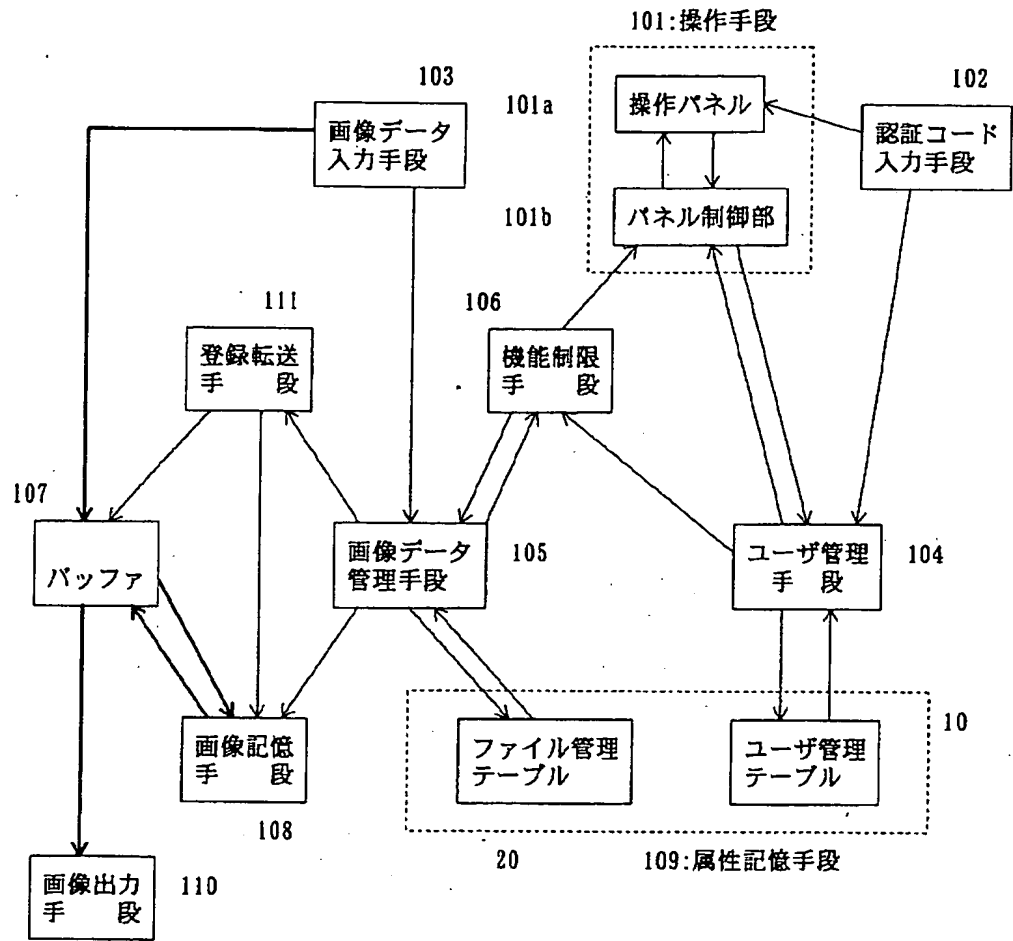 101:操作手段
103
101a
操作パネル
102
画像データ
入力手段
認証コード
入力手段
101b
パネル制御部
111
106
登録転送
手 段
機能制限
手 段
107
バッファ
画像データ
管理手段
105
ユーザ管理
手 段
104
画像記憶
手 段
108
ファイル管理
テーブル
ユーザ管理
テーブル
10
20
109:属性記憶手段
画像出力
手 段
110